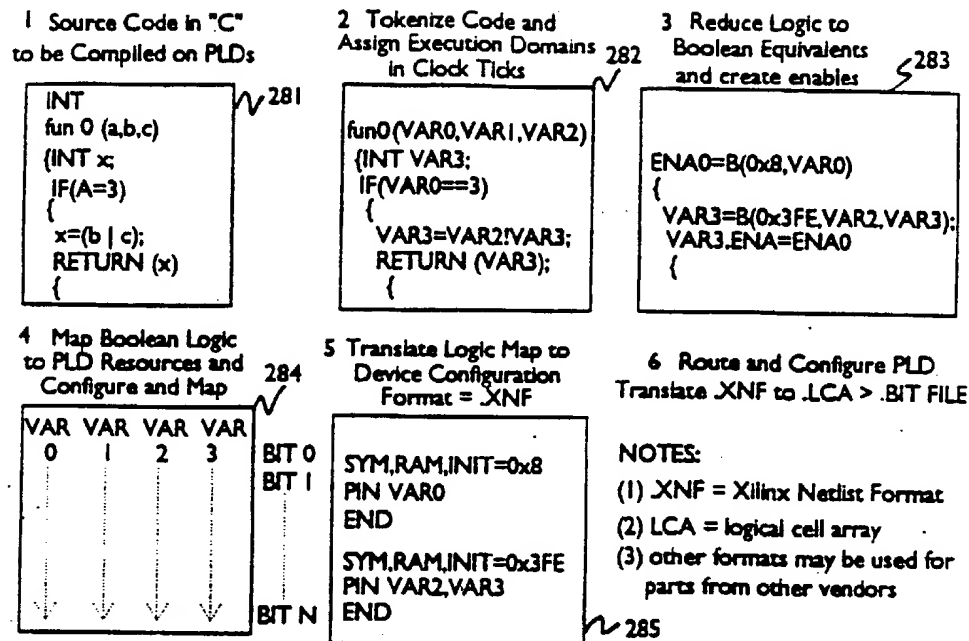 1 Source Code in "C"
to be Compiled on PLDs
281
INT
fun 0 (a,b,c)
{INT x;
IF(A=3)
{
x=(b | c);
RETURN (x)
{
2 Tokenize Code and
Assign Execution Domains
in Clock Ticks
282
fun0(VAR0,VAR1,VAR2)
{INT VAR3;
IF(VAR0==3)
{
VAR3=VAR2!VAR3;
RETURN (VAR3);
{
3 Reduce Logic to
Boolean Equivalents
and create enables
283
ENA0=B(0x8,VAR0)
{
VAR3=B(0x3FE,VAR2,VAR3);
VAR3.ENA=ENA0
{
4 Map Boolean Logic
to PLD Resources and
Configure and Map
284
VAR VAR VAR VAR
0 1 2 3
BIT 0
BIT 1
BIT N
5 Translate Logic Map to
Device Configuration
Format = .XNF
SYM,RAM,INIT=0x8
PIN VAR0
END
SYM,RAM,INIT=0x3FE
PIN VAR2,VAR3
END
285
6 Route and Configure PLD
Translate .XNF to .LCA > .BIT FILE
NOTES:
(1) .XNF = Xilinx Netlist Format
(2) LCA = logical cell array
(3) other formats may be used for
parts from other vendors